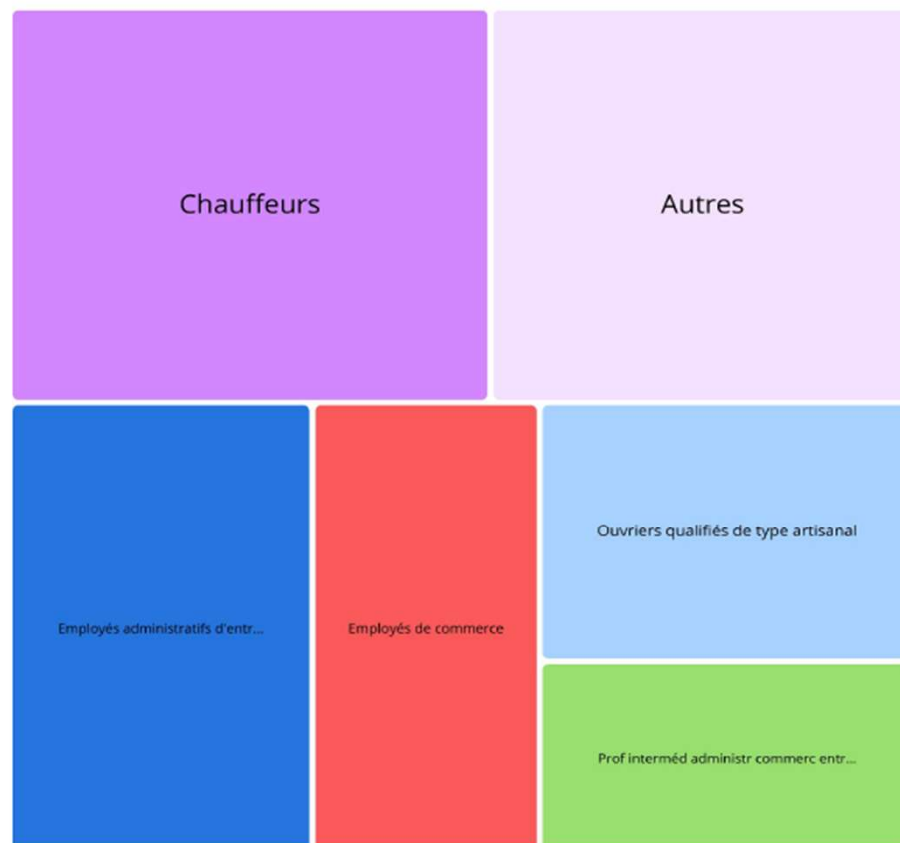 Chauffeurs
Autres
Employés administratifs d'entr...
Employés de commerce
Ouvriers qualifiés de type artisanal
Prof interméd administr commerc entr...